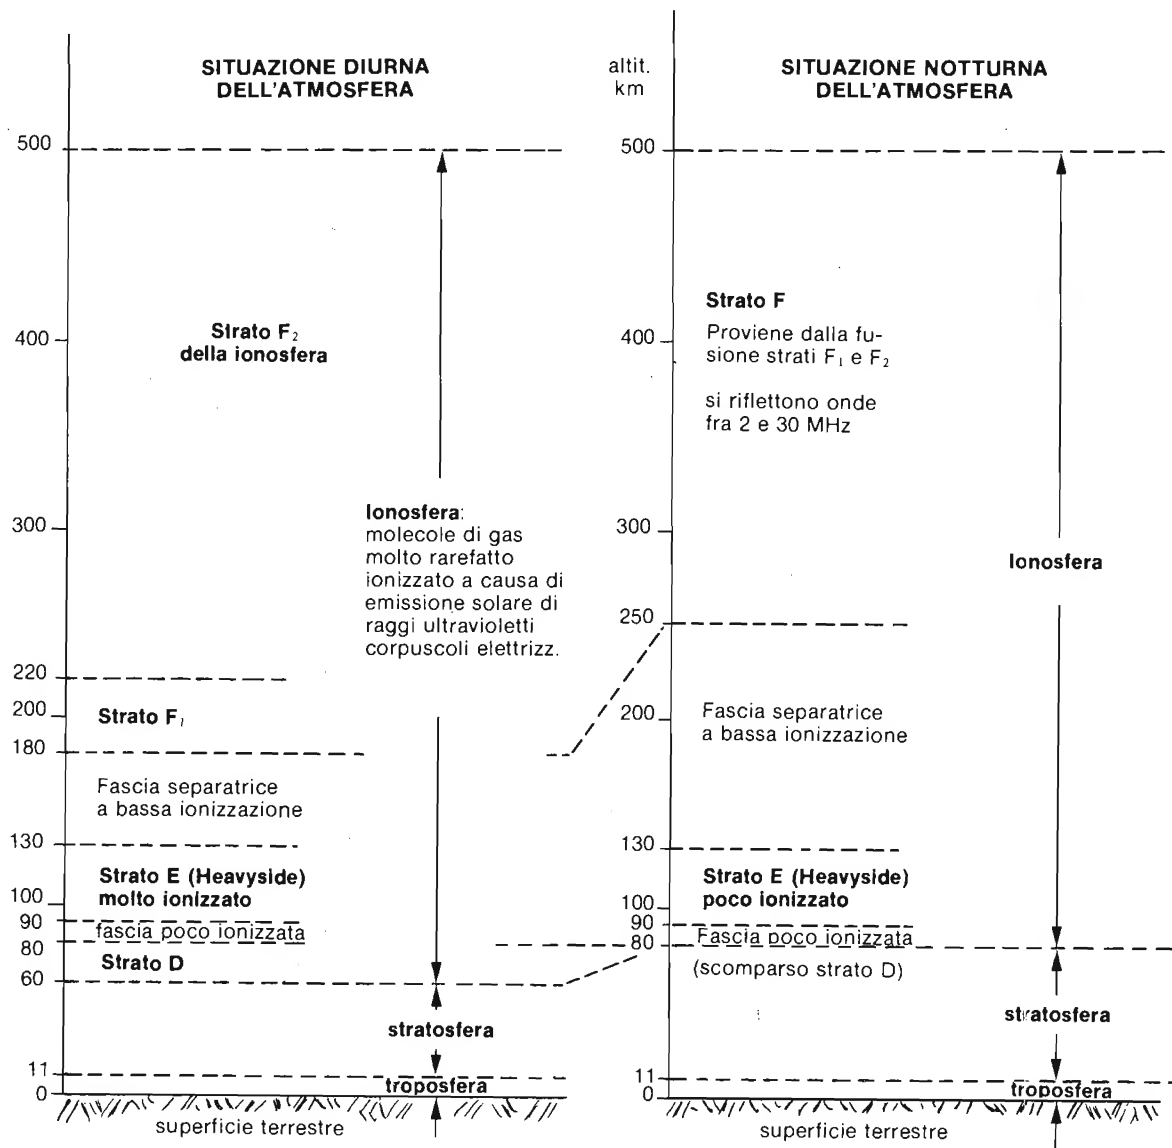 SITUAZIONE DIURNA
DELL'ATMOSFERA
500
400
300
220
200
180
130
100
90
80
60
11
0
Strato F₂
della ionosfera
Ionosfera:
molecole di gas
molto rarefatto
ionizzato a causa di
emissione solare di
raggi ultravioletti
corpuscoli elettrizz.
Strato F₁
Fascia separatrice
a bassa ionizzazione
Strato E (Heavyside)
molto ionizzato
fascia poco ionizzata
Strato D
stratosfera
troposfera
superficie terrestre
altit.
km
SITUAZIONE NOTTURNA
DELL'ATMOSFERA
500
400
300
250
200
130
100
90
80
11
0
Strato F
Proviene dalla fu-
sione strati F₁ e F₂
si riflettono onde
fra 2 e 30 MHz
Ionosfera
Fascia separatrice
a bassa ionizzazione
Strato E (Heavyside)
poco ionizzato
Fascia poco ionizzata
(scomparso strato D)
stratosfera
troposfera
superficie terrestre